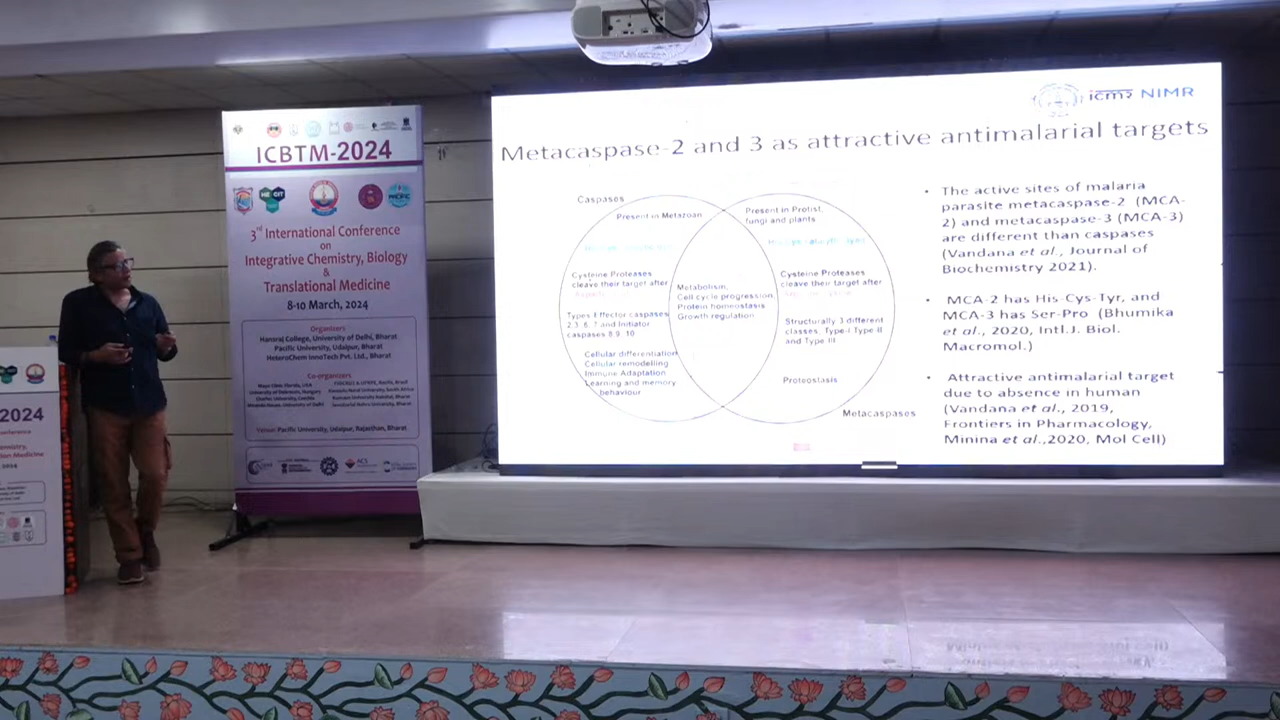 ICBTM-2024
3rd International Conference
on
Integrative Chemistry, Biology
&
Translational Medicine
8-10 March, 2024
Organizers
Hansraj College, University of Delhi, Bharat
Pacific University, Udaipur, Bharat
HeteroChem InnoTech Pvt. Ltd., Bharat
Co-organizers
Venue: Pacific University, Udaipur, Rajasthan, Bharat
2024
icmr NIMR
Metacaspase-2 and 3 as attractive antimalarial targets
Caspases
Present in Metazoan
Cysteine Proteases
cleave their target after
Types Effector caspases
2,3, 6, 7 and Initiator
caspases 8,9, 10
Cellular differentiation
Cellular remodelling
Immune Adaptation
Learning and memory
behaviour
Metabolism,
Cell cycle progression
Protein homeostasis
Growth regulation
Present in Protist,
fungi and plants
Cysteine Proteases
cleave their target after
Structurally 3 different
classes, Type-I Type II
and Type III
Proteostasis
Metacaspases
• The active sites of malaria
parasite metacaspase-2 (MCA-
2) and metacaspase-3 (MCA-3)
are different than caspases
(Vandana et al., Journal of
Biochemistry 2021).
• MCA-2 has His-Cys-Tyr, and
MCA-3 has Ser-Pro (Bhumika
et al., 2020, Intl.J. Biol.
Macromol.)
• Attractive antimalarial target
due to absence in human
(Vandana et al., 2019,
Frontiers in Pharmacology,
Minina et al.,2020, Mol Cell)